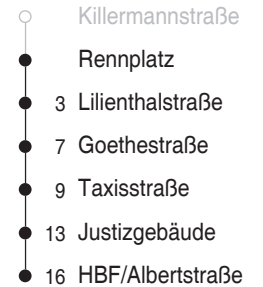 Killermannstraße
Rennplatz
3 Lilienthalstraße
7 Goethestraße
9 Taxisstraße
13 Justizgebäude
16 HBF/Albertstraße